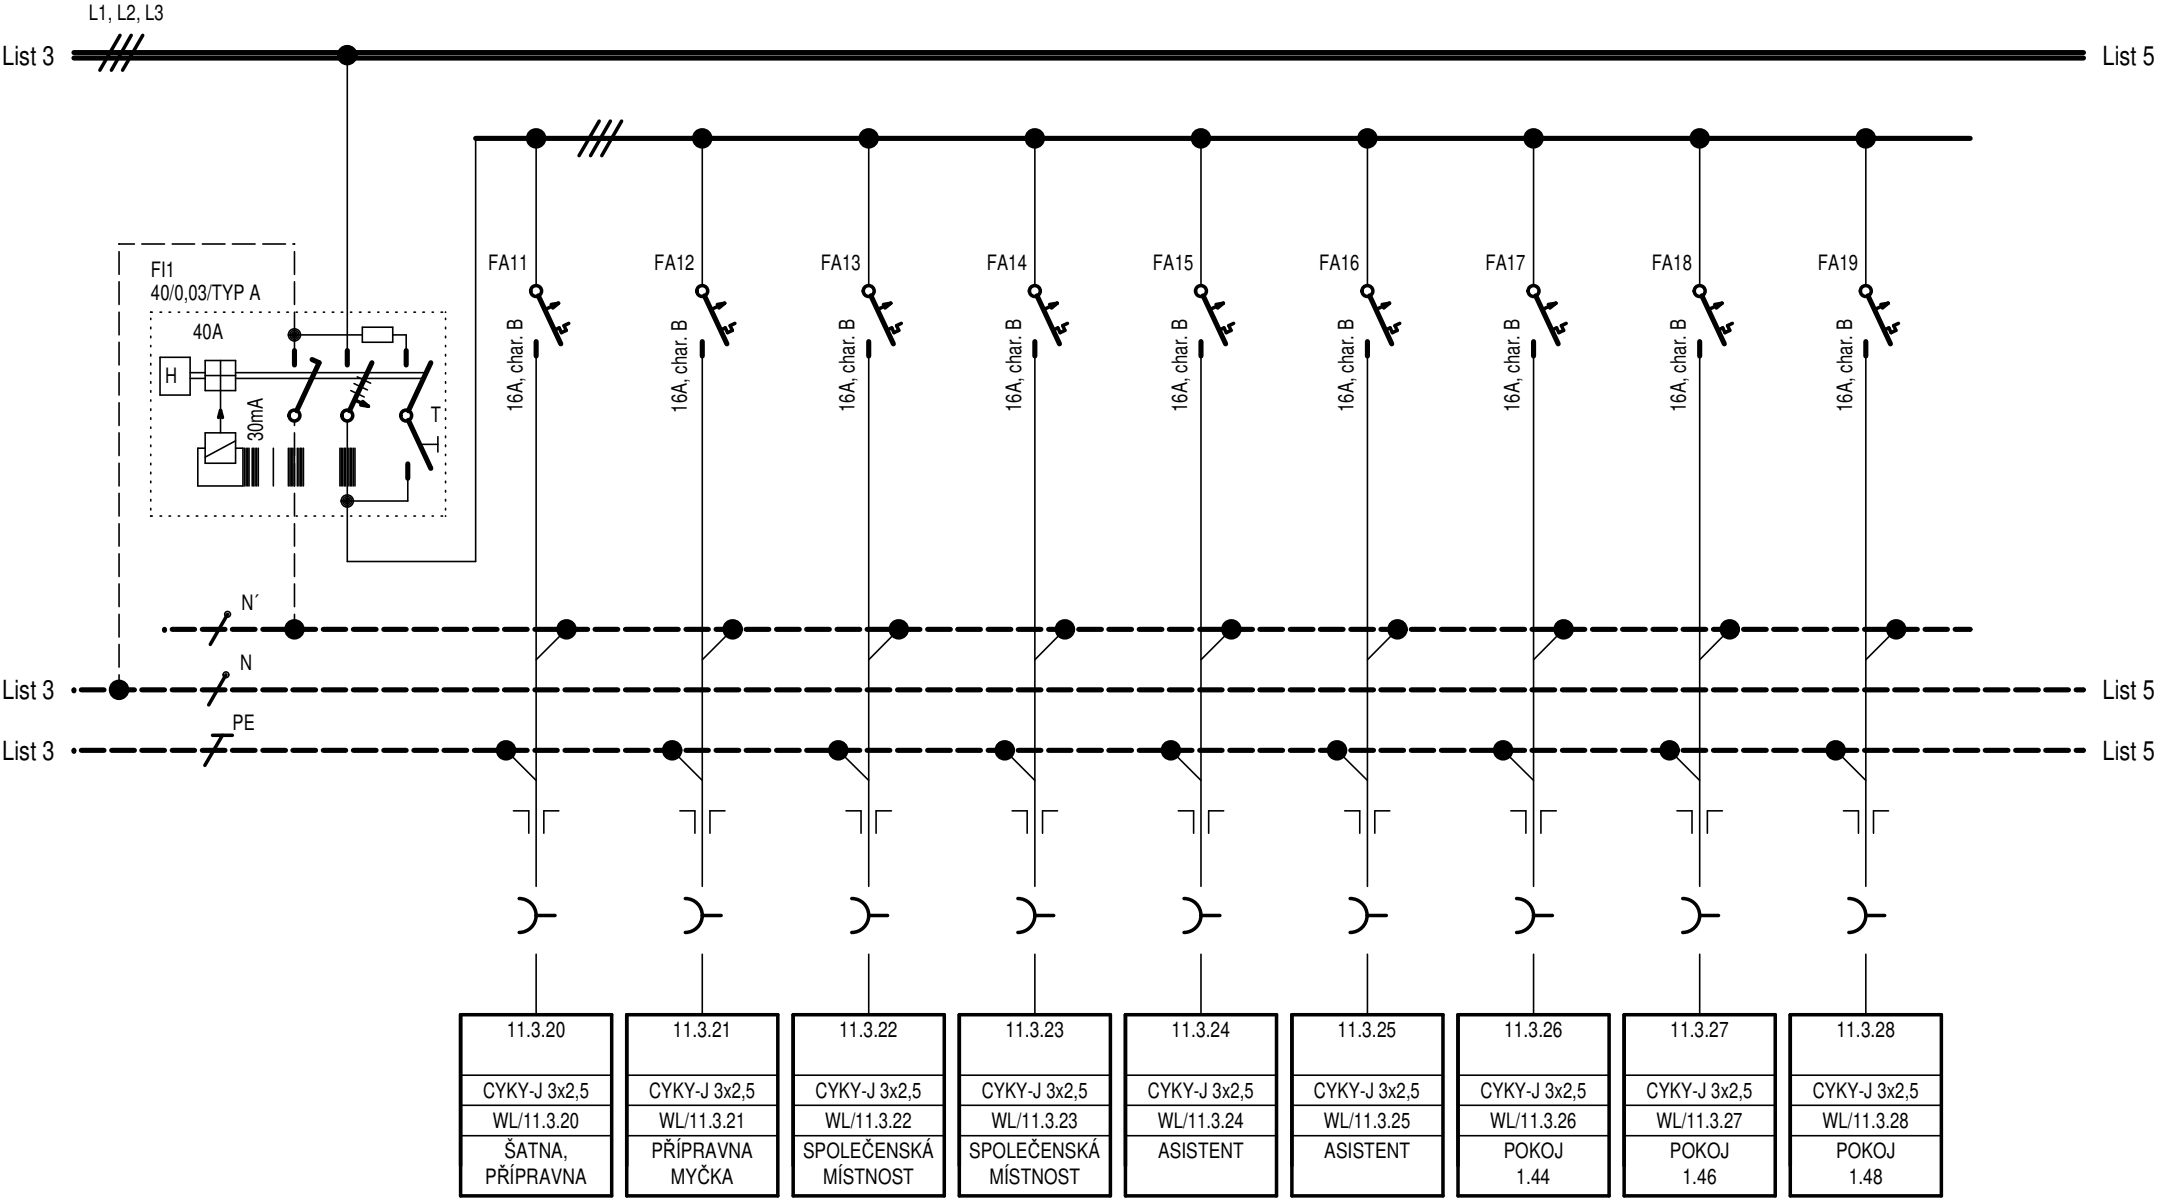 L1, L2, L3
List 3
List 5
FA11
FA12
FA13
FA14
FA15
FA16
FA17
FA18
FA19
FI1
40/0,03/TYP A
40A
H
30mA
T
16A, char. B
16A, char. B
16A, char. B
16A, char. B
16A, char. B
16A, char. B
16A, char. B
16A, char. B
16A, char. B
N´
N
List 3
List 5
PE
List 3
List 5
11.3.20
CYKY-J 3x2,5
WL/11.3.20
ŠATNA,
PŘÍPRAVNA
11.3.21
CYKY-J 3x2,5
WL/11.3.21
PŘÍPRAVNA
MYČKA
11.3.22
CYKY-J 3x2,5
WL/11.3.22
SPOLEČENSKÁ
MÍSTNOST
11.3.23
CYKY-J 3x2,5
WL/11.3.23
SPOLEČENSKÁ
MÍSTNOST
11.3.24
CYKY-J 3x2,5
WL/11.3.24
ASISTENT
11.3.25
CYKY-J 3x2,5
WL/11.3.25
ASISTENT
11.3.26
CYKY-J 3x2,5
WL/11.3.26
POKOJ
1.44
11.3.27
CYKY-J 3x2,5
WL/11.3.27
POKOJ
1.46
11.3.28
CYKY-J 3x2,5
WL/11.3.28
POKOJ
1.48